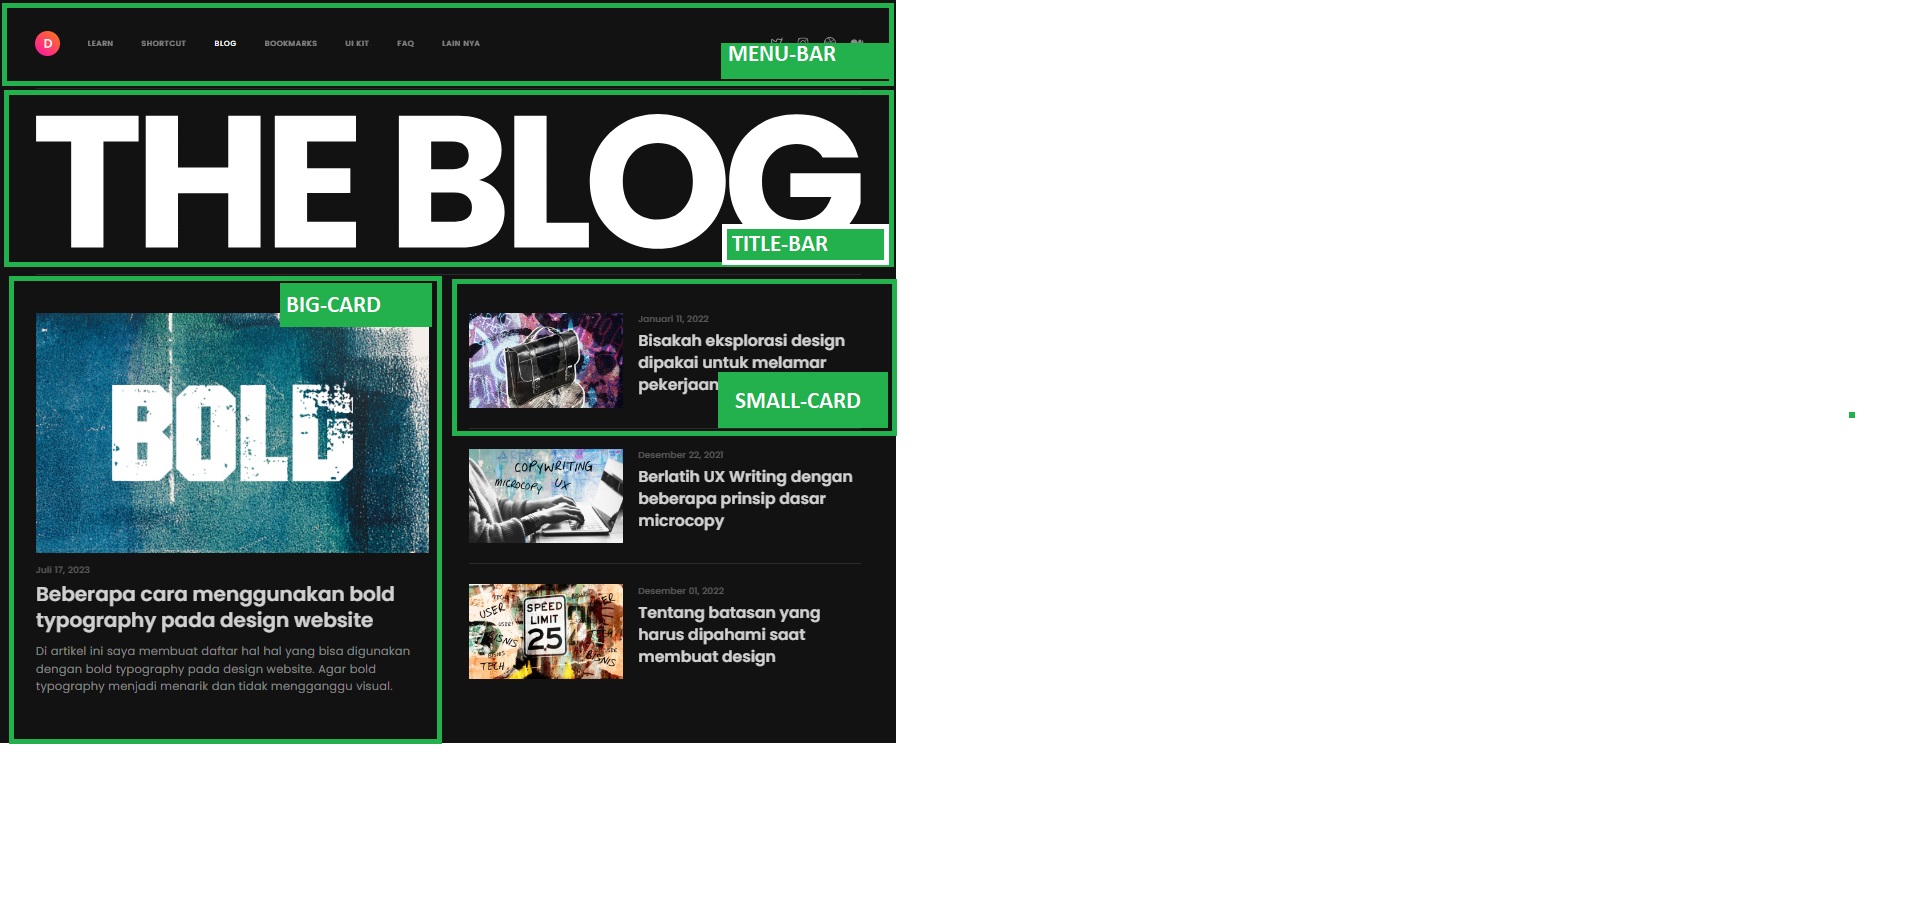 D LEARN SHORTCUT BLOG BOOKMARKS UI KIT FAQ LAIN NYA
MENU-BAR
THE BLOG
TITLE-BAR
BIG-CARD
BOLD
Juli 17, 2023
Beberapa cara menggunakan bold
typography pada design website
Di artikel ini saya membuat daftar hal hal yang bisa digunakan
dengan bold typography pada design website. Agar bold
typography menjadi menarik dan tidak mengganggu visual.
Januari 11, 2022
Bisakah eksplorasi design
dipakai untuk melamar
pekerjaan
SMALL-CARD
COPYWRITING
MICROCOPY UX
Desember 22, 2021
Berlatih UX Writing dengan
beberapa prinsip dasar
microcopy
USER
SPEED
LIMIT
25
TECH
Desember 01, 2022
Tentang batasan yang
harus dipahami saat
membuat design